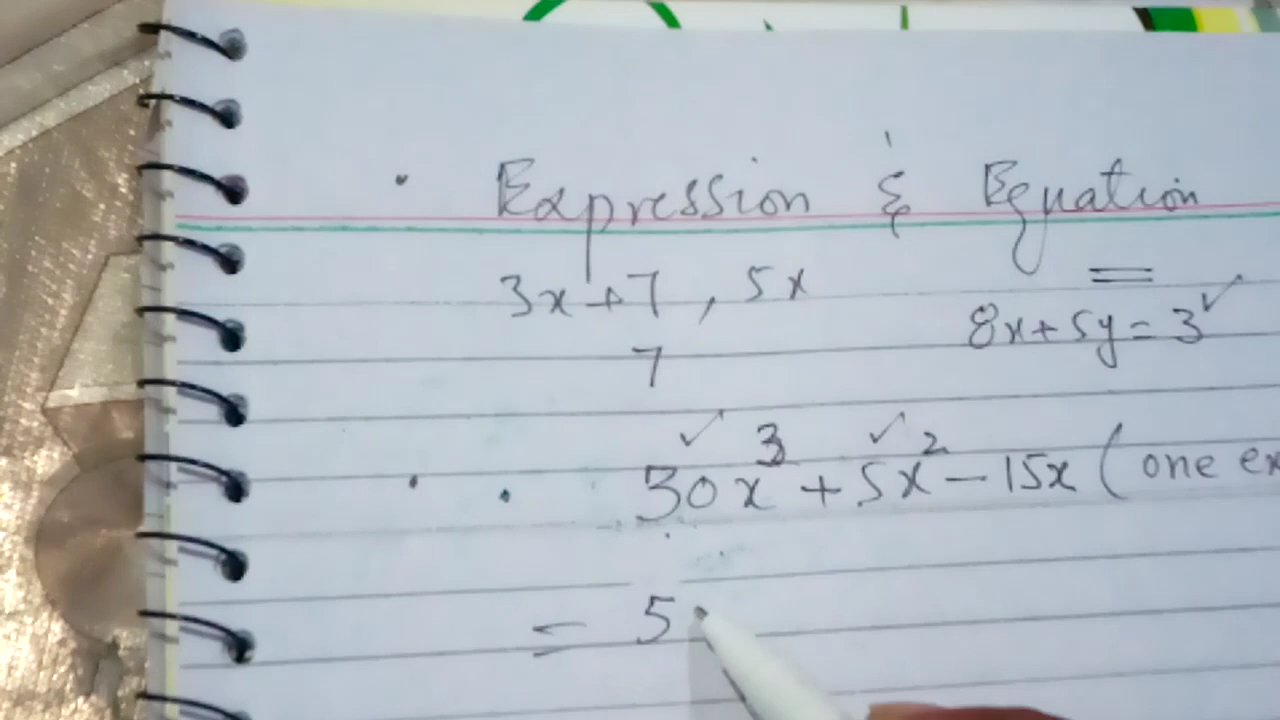 Expression & Equation
3x+7, 5x
=
8x+5y=3✓
7
✓ ✓
30x³+5x²-15x (one ex
= 5